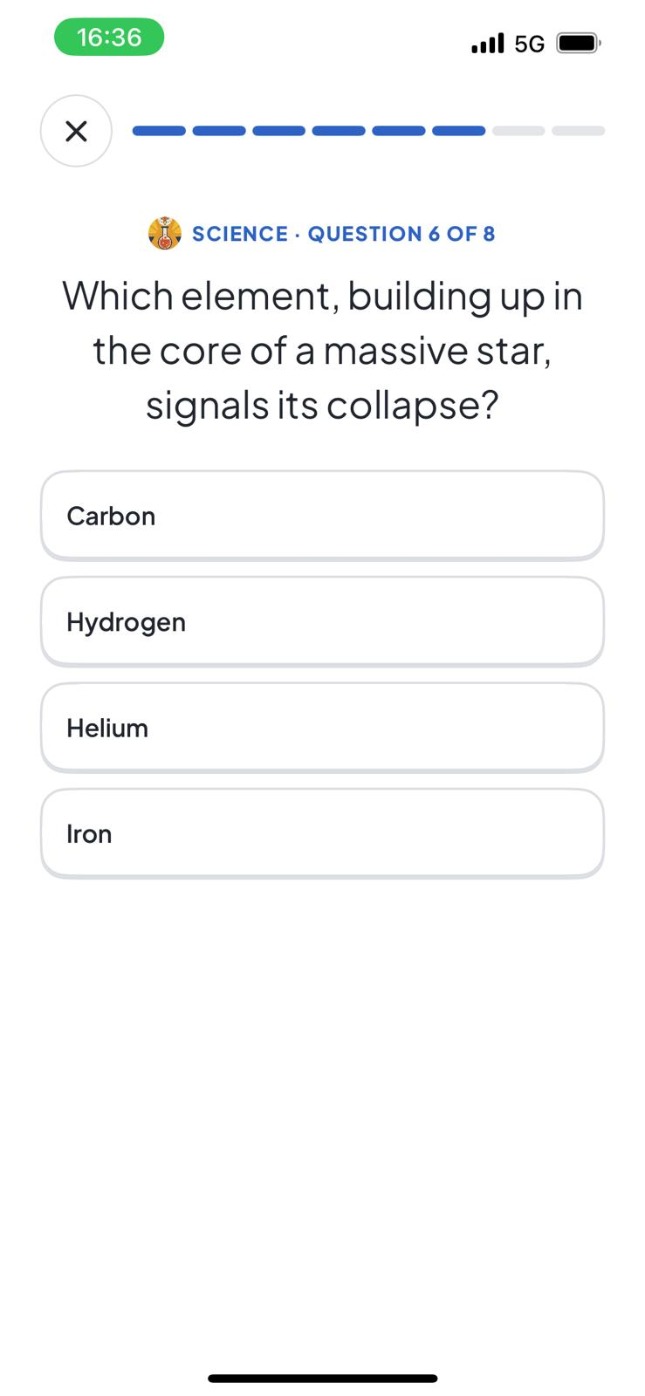 16:36
5G
SCIENCE · QUESTION 6 OF 8
Which element, building up in
the core of a massive star,
signals its collapse?
Carbon
Hydrogen
Helium
Iron